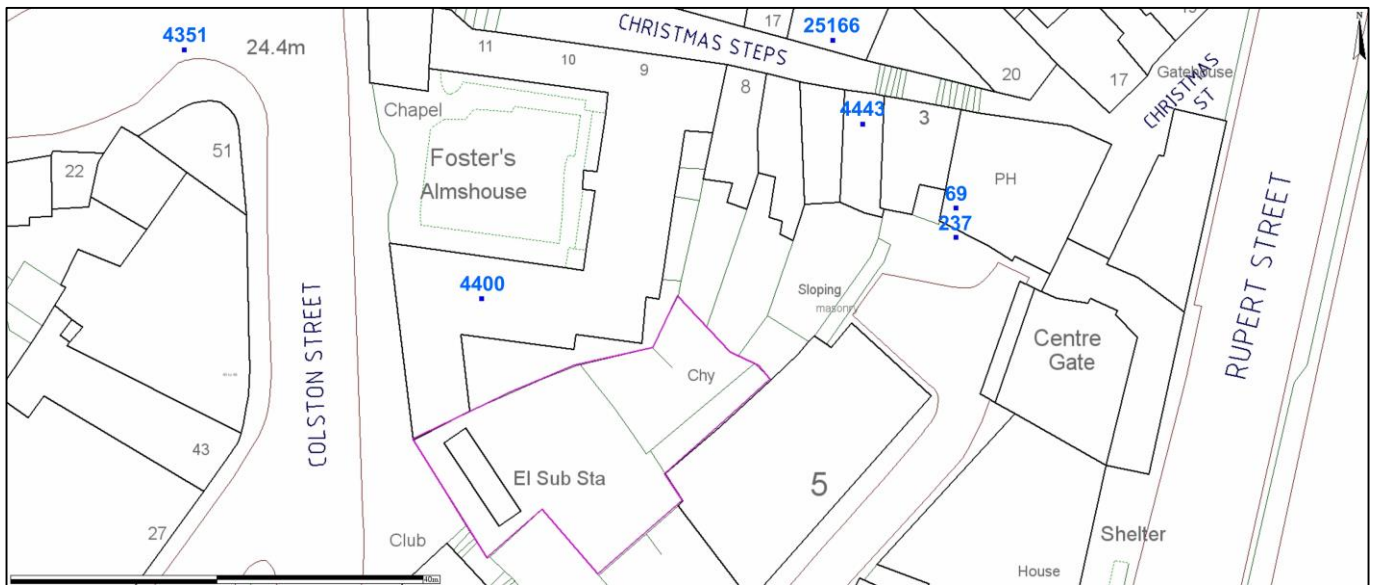 4351
24.4m
11
10
9
CHRISTMAS STEPS
17
25166
20
17
Gatehouse
CHRISTMAS
ST
N
Chapel
Foster's
Almshouse
8
4443
3
PH
51
22
69
237
4400
COLSTON STREET
RUPERT STREET
Sloping
masonry
Centre
Gate
Chy
El Sub Sta
5
43
27
Club
Shelter
House
40m